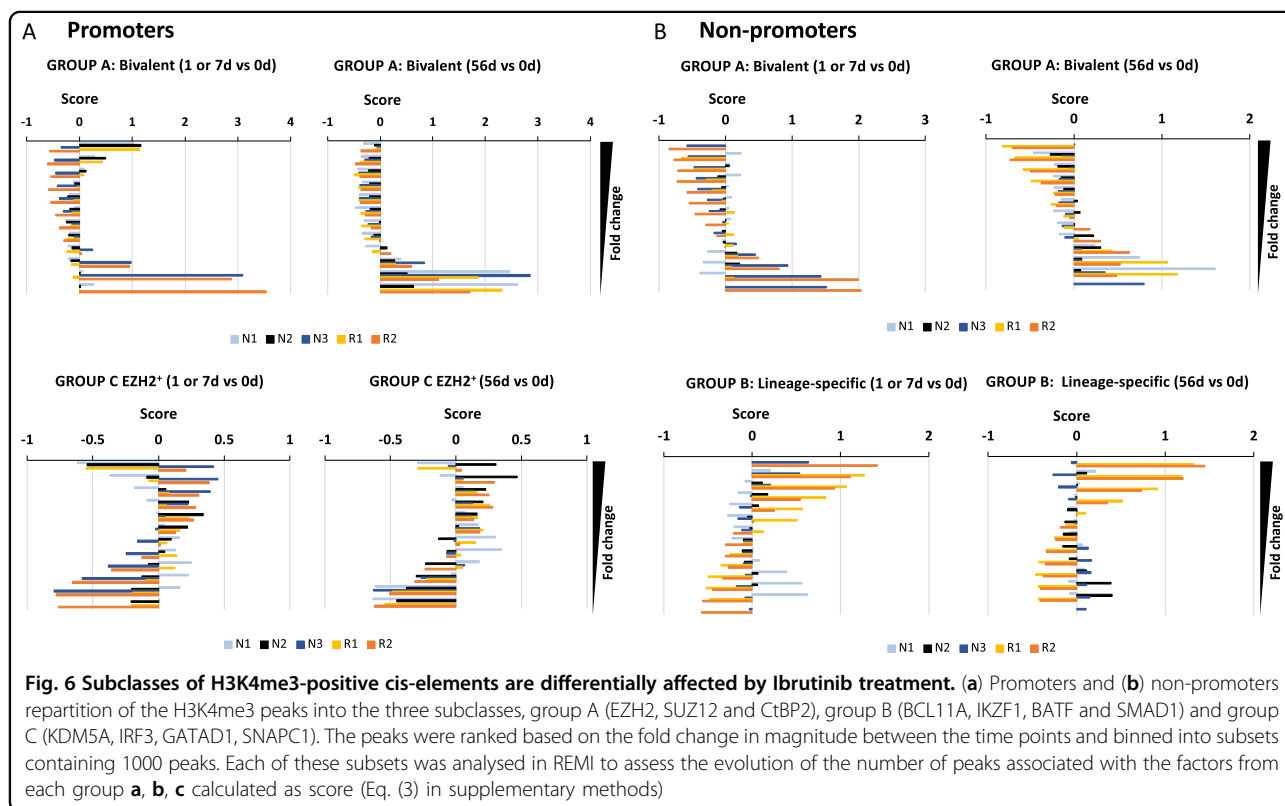 A Promoters
GROUP A: Bivalent (1 or 7d vs 0d)
Score
-1 0 1 2 3 4
GROUP A: Bivalent (56d vs 0d)
Score
-1 0 1 2 3 4
Fold change
N1 N2 N3 R1 R2
GROUP C EZH2⁺ (1 or 7d vs 0d)
Score
-1 -0.5 0 0.5 1
GROUP C EZH2⁺ (56d vs 0d)
Score
-1 -0.5 0 0.5 1
Fold change
N1 N2 N3 R1 R2
B Non-promoters
GROUP A: Bivalent (1 or 7d vs 0d)
Score
-1 0 1 2 3
GROUP A: Bivalent (56d vs 0d)
Score
-1 0 1 2
Fold change
N1 N2 N3 R1 R2
GROUP B: Lineage-specific (1 or 7d vs 0d)
Score
-1 0 1 2
GROUP B: Lineage-specific (56d vs 0d)
Score
-1 0 1 2
Fold change
N1 N2 N3 R1 R2
Fig. 6 Subclasses of H3K4me3-positive cis-elements are differentially affected by Ibrutinib treatment. (a) Promoters and (b) non-promoters
repartition of the H3K4me3 peaks into the three subclasses, group A (EZH2, SUZ12 and CtBP2), group B (BCL11A, IKZF1, BATF and SMAD1) and group
C (KDM5A, IRF3, GATAD1, SNAPC1). The peaks were ranked based on the fold change in magnitude between the time points and binned into subsets
containing 1000 peaks. Each of these subsets was analysed in REMI to assess the evolution of the number of peaks associated with the factors from
each group a, b, c calculated as score (Eq. (3) in supplementary methods)